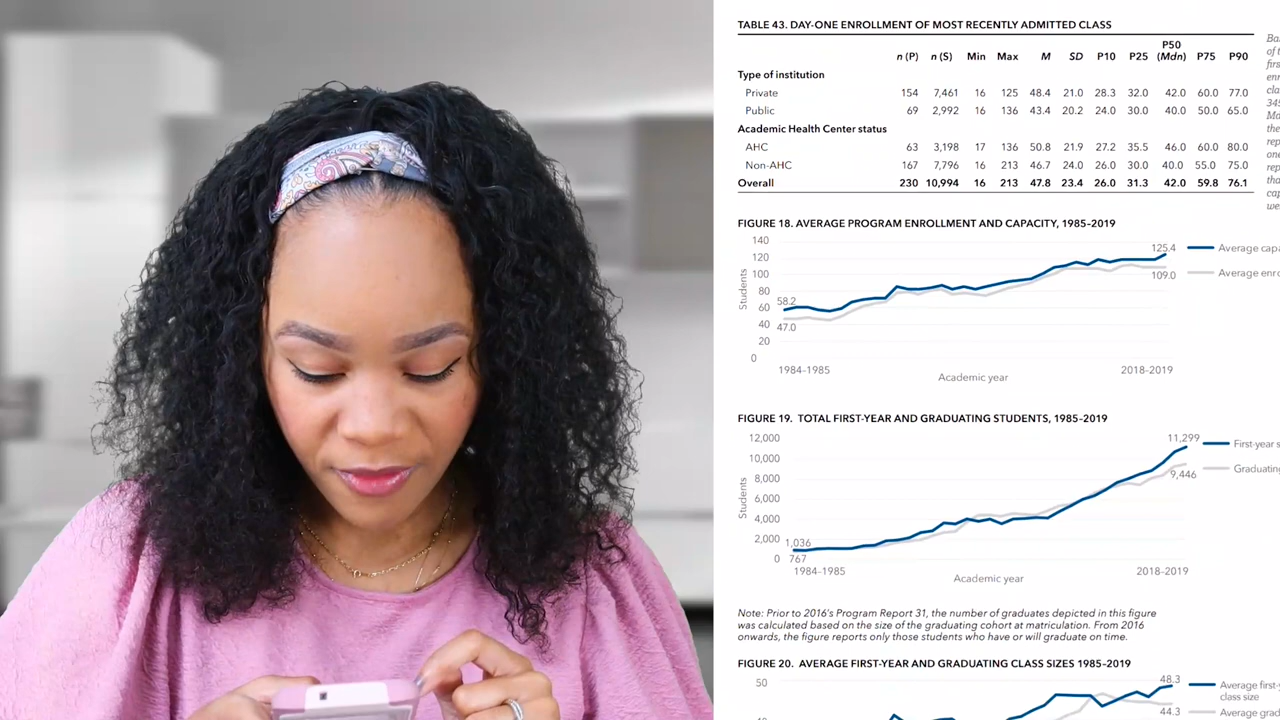 TABLE 43. DAY-ONE ENROLLMENT OF MOST RECENTLY ADMITTED CLASS
n (P) n (S) Min Max M SD P10 P25 P50 (Mdn) P75 P90
Type of institution
Private 154 7,461 16 125 48.4 21.0 28.3 32.0 42.0 60.0 77.0
Public 69 2,992 16 136 43.4 20.2 24.0 30.0 40.0 50.0 65.0
Academic Health Center status
AHC 63 3,198 17 136 50.8 21.9 27.2 35.5 46.0 60.0 80.0
Non-AHC 167 7,796 16 213 46.7 24.0 26.0 30.0 40.0 55.0 75.0
Overall 230 10,994 16 213 47.8 23.4 26.0 31.3 42.0 59.8 76.1
FIGURE 18. AVERAGE PROGRAM ENROLLMENT AND CAPACITY, 1985–2019
140
120
100
80
60
40
20
0
Students
58.2
47.0
125.4
109.0
Average capa
Average enro
1984–1985
2018–2019
Academic year
FIGURE 19. TOTAL FIRST-YEAR AND GRADUATING STUDENTS, 1985–2019
12,000
10,000
8,000
6,000
4,000
2,000
0
Students
1,036
767
11,299
9,446
First-year s
Graduating
1984–1985
2018–2019
Academic year
Note: Prior to 2016's Program Report 31, the number of graduates depicted in this figure
was calculated based on the size of the graduating cohort at matriculation. From 2016
onwards, the figure reports only those students who have or will graduate on time.
FIGURE 20. AVERAGE FIRST-YEAR AND GRADUATING CLASS SIZES 1985–2019
50
48.3
44.3
Average first-y
class size
Average grad